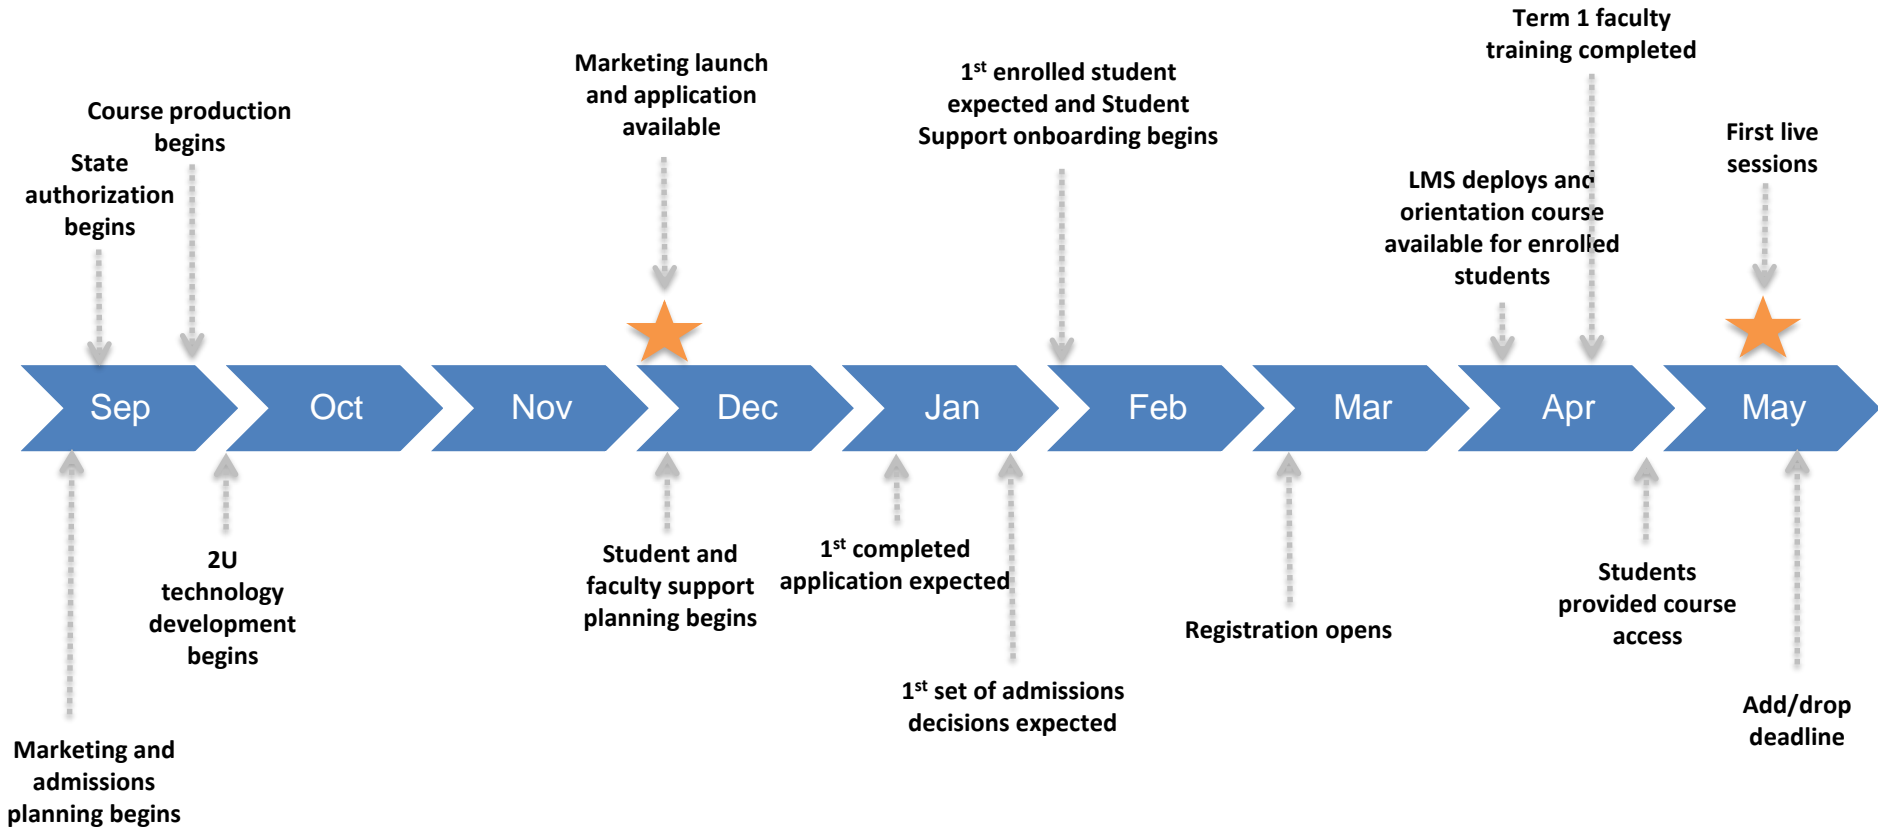 Term 1 faculty
training completed
Marketing launch
and application
available
1st enrolled student
expected and Student
Support onboarding begins
Course production
begins
First live
sessions
State
authorization
begins
LMS deploys and
orientation course
available for enrolled
students
Sep
Oct
Nov
Dec
Jan
Feb
Mar
Apr
May
2U
technology
development
begins
Student and
faculty support
planning begins
1st completed
application expected
Students
provided course
access
Registration opens
1st set of admissions
decisions expected
Add/drop
deadline
Marketing and
admissions
planning begins